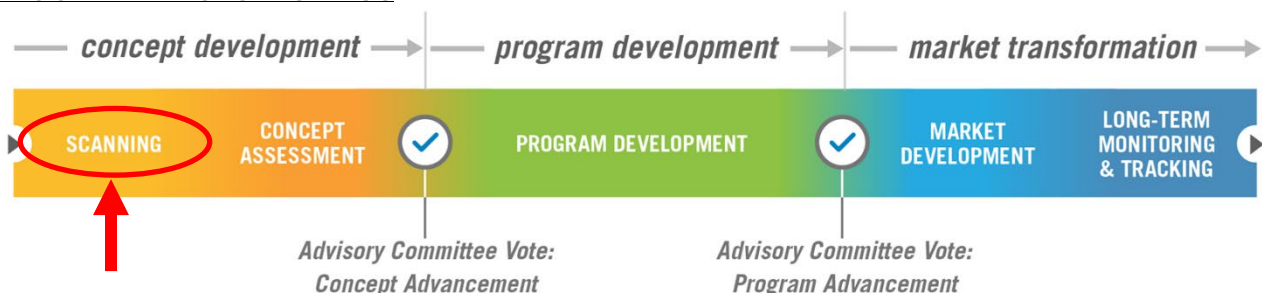 concept development
program development
market transformation
SCANNING
CONCEPT
ASSESSMENT
PROGRAM DEVELOPMENT
MARKET
DEVELOPMENT
LONG-TERM
MONITORING
& TRACKING
Advisory Committee Vote:
Concept Advancement
Advisory Committee Vote:
Program Advancement